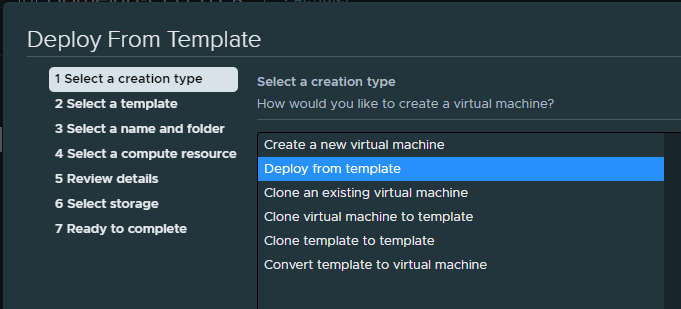 Deploy From Template
1 Select a creation type
2 Select a template
3 Select a name and folder
4 Select a compute resource
5 Review details
6 Select storage
7 Ready to complete
Select a creation type
How would you like to create a virtual machine?
Create a new virtual machine
Deploy from template
Clone an existing virtual machine
Clone virtual machine to template
Clone template to template
Convert template to virtual machine